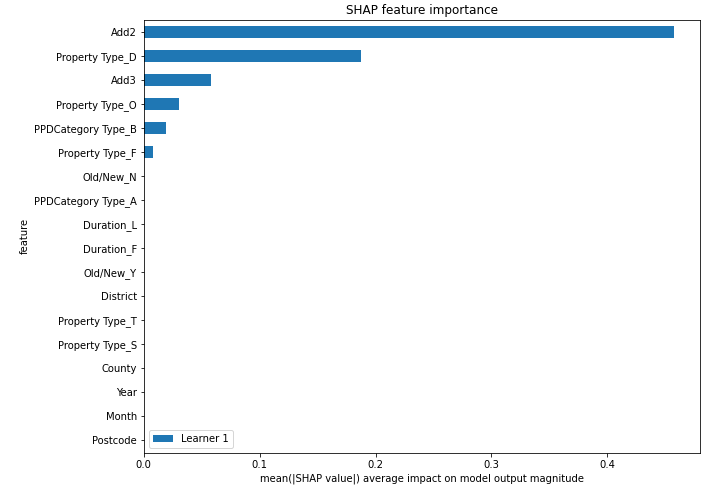 SHAP feature importance
Add2
Property Type_D
Add3
Property Type_O
PPDCategory Type_B
Property Type_F
Old/New_N
PPDCategory Type_A
Duration_L
Duration_F
Old/New_Y
District
Property Type_T
Property Type_S
County
Year
Month
Postcode
feature
Learner 1
0.0 0.1 0.2 0.3 0.4
mean(|SHAP value|) average impact on model output magnitude